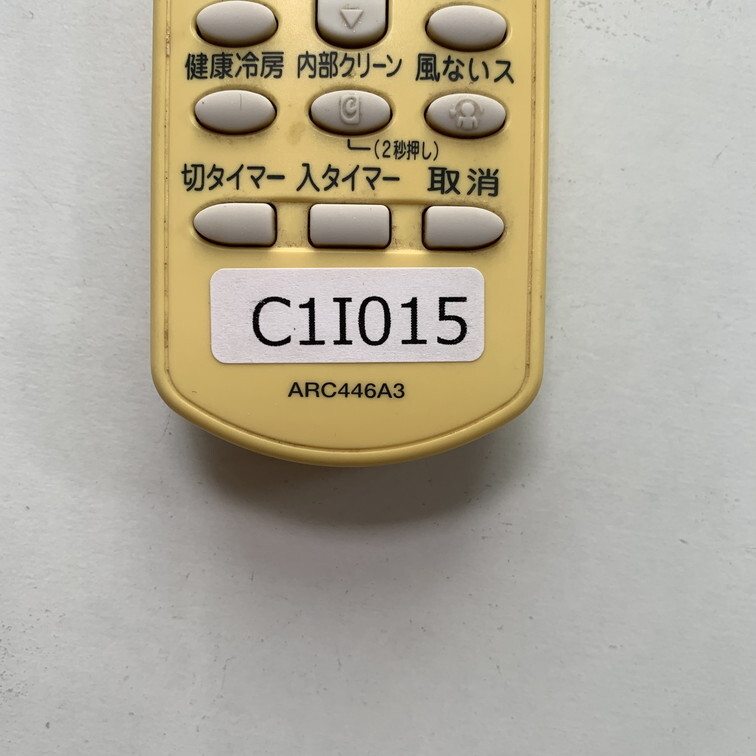 健康冷房 内部クリーン 風ないス
(2秒押し)
切タイマー 入タイマー 取消
C1I015
ARC446A3